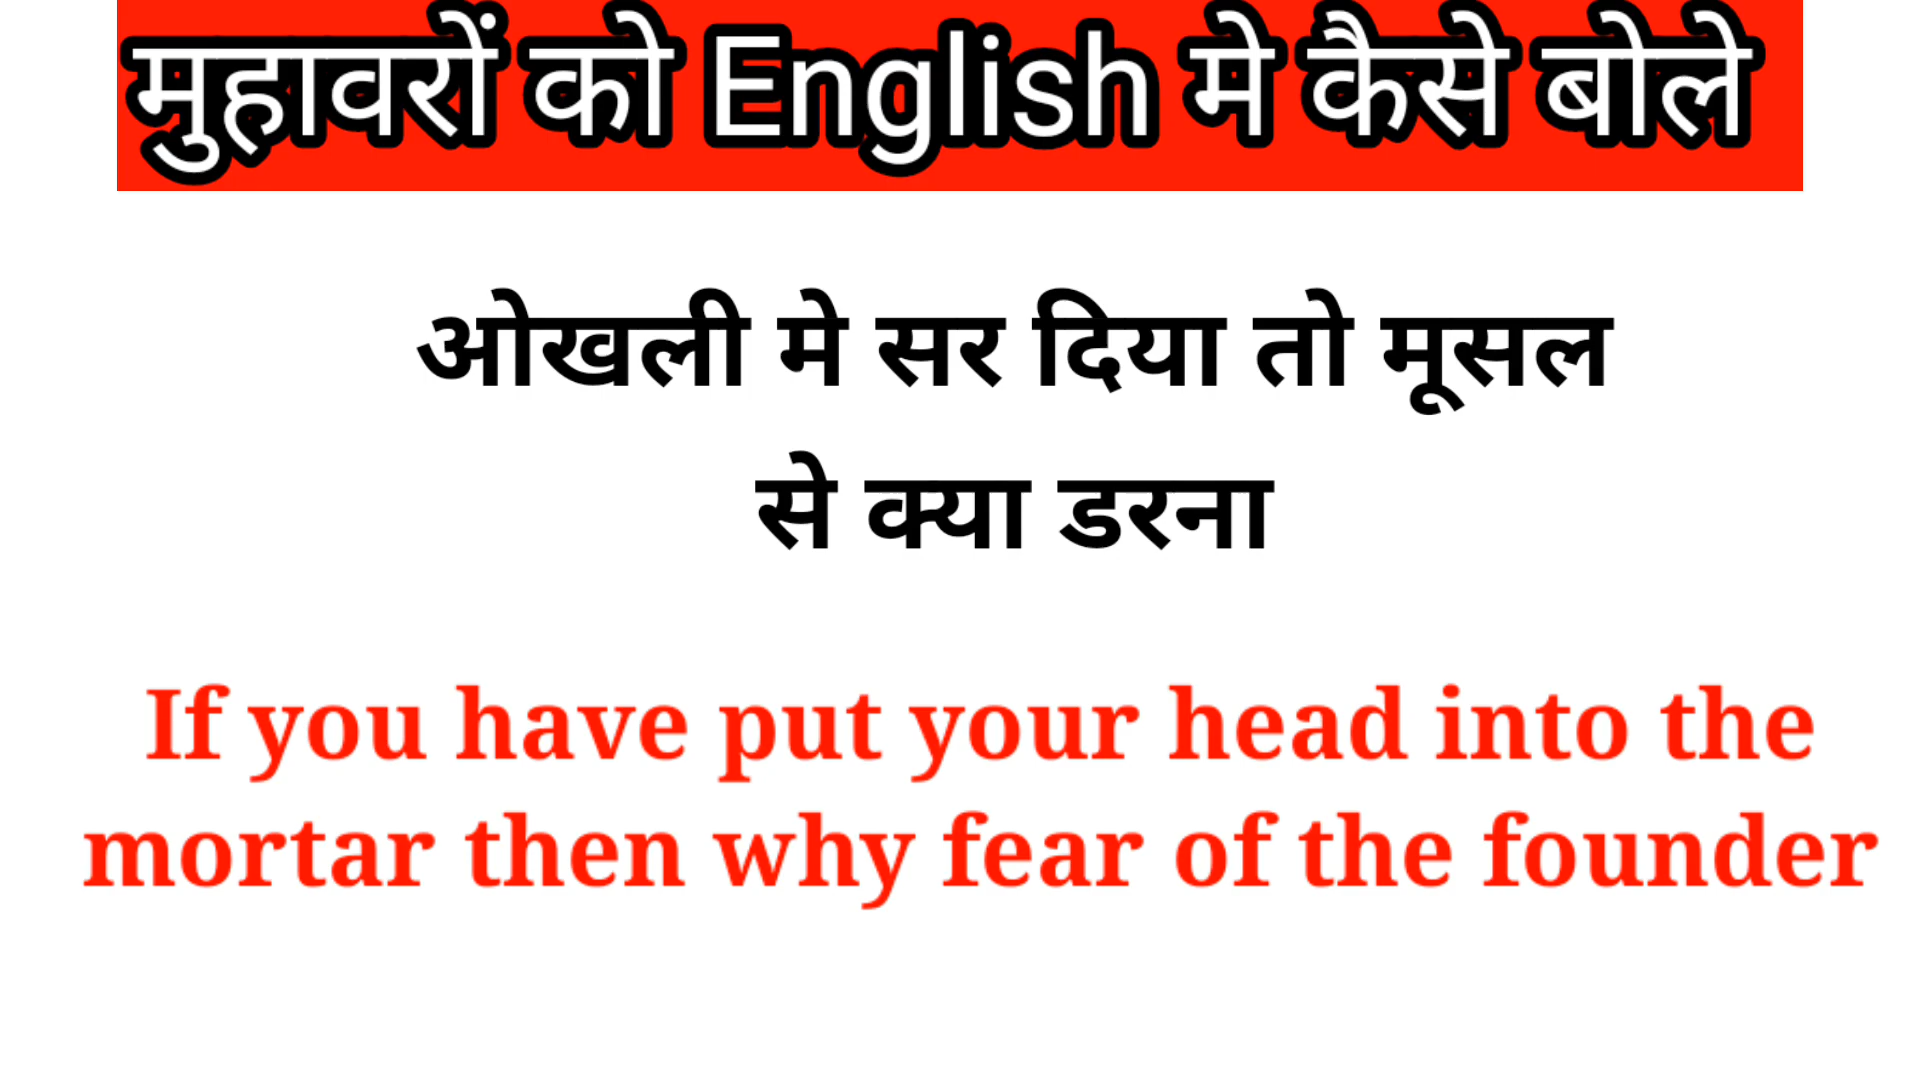 मुहावरों को English मे कैसे बोले
ओखली मे सर दिया तो मूसल
से क्या डरना
If you have put your head into the
mortar then why fear of the founder